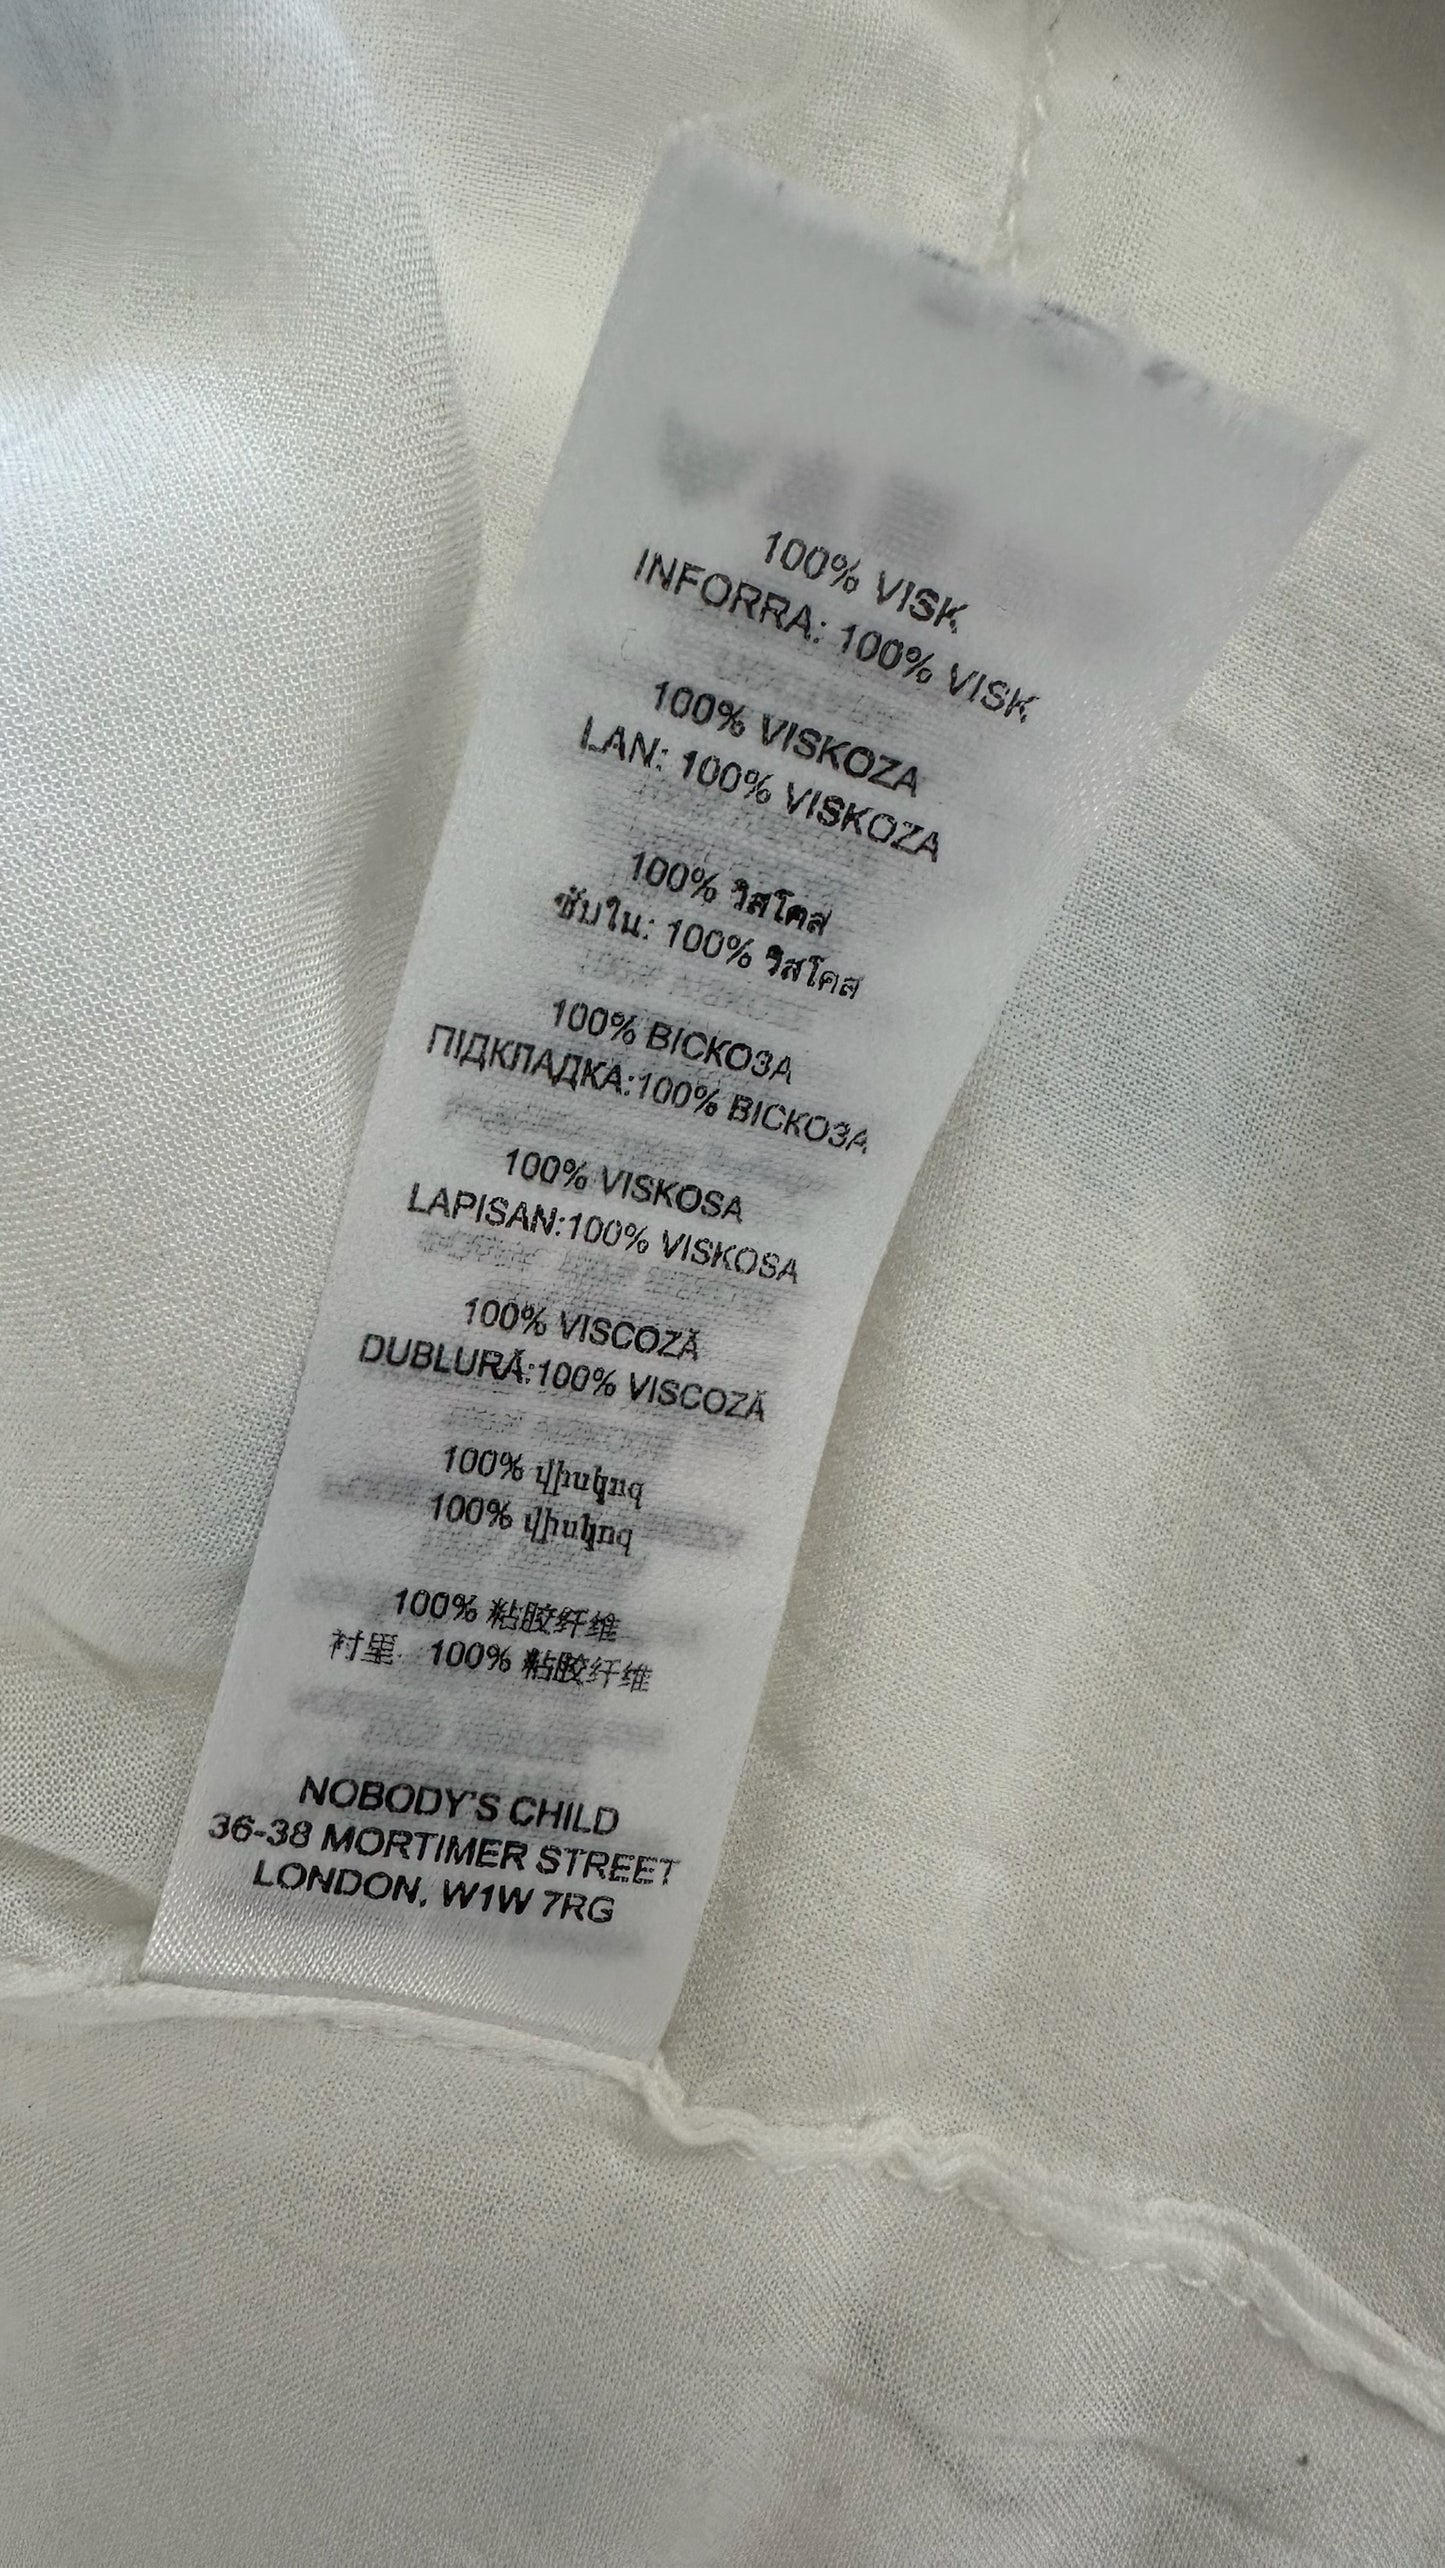 100% VISK
INFORRA: 100% VISK
100% VISKOZA
LAN: 100% VISKOZA
100% วิสโคส
ซับใน: 100% วิสโคส
100% ВІСКОЗА
ПІДКЛАДКА:100% ВІСКОЗА
100% VISKOSA
LAPISAN:100% VISKOSA
100% VISCOZĂ
DUBLURĂ:100% VISCOZĂ
100% վիսկոզ
100% վիսկոզ
100% 粘胶纤维
衬里: 100% 粘胶纤维
NOBODY'S CHILD
36-38 MORTIMER STREET
LONDON, W1W 7RG